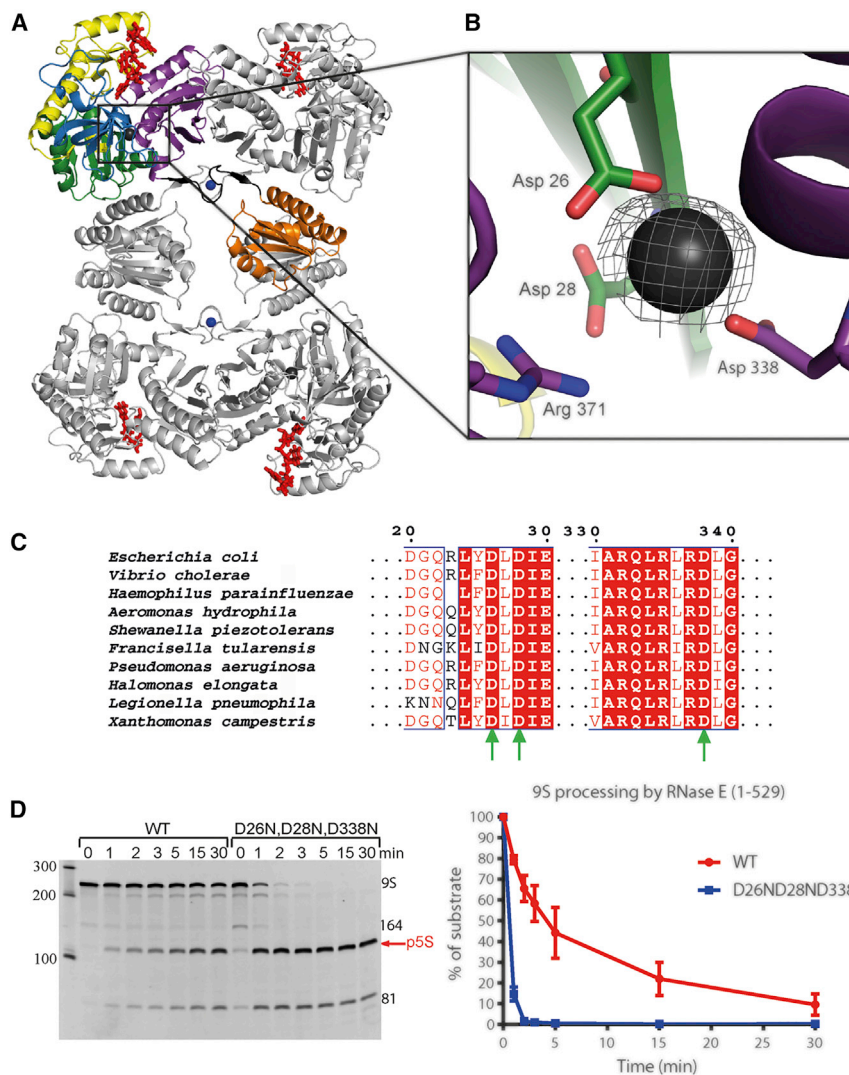 A
B
Asp 26
Asp 28
Asp 338
Arg 371
C
20 30 330 340
Escherichia coli ...DGQRLYDLDIE...IARQLRLRDLG...
Vibrio cholerae ...DGQRLFDLDIE...IARQLRLRDLG...
Haemophilus parainfluenzae ...DGQ.LFDLDIE...IARQLRLRDLG...
Aeromonas hydrophila ...DGQQLYDLDIE...IARQLRLRDLG...
Shewanella piezotolerans ...DGQQLYDLDIE...IARQLRLRDLG...
Francisella tularensis ...DNGKLIDLDIE...VARQLRIRDLG...
Pseudomonas aeruginosa ...DGQRLFDLDIE...IARQLRLRDIG...
Halomonas elongata ...DGQRLYDLDIE...IARQLRLRDIG...
Legionella pneumophila ...KNNQLFDLDIE...IARQLRLRDLG...
Xanthomonas campestris ...DGQTLYDIDIE...VARQLRLRDLG...
D
WT D26N,D28N,D338N
0 1 2 3 5 15 30 0 1 2 3 5 15 30 min
300
200
100
9S
164
p5S
81
9S processing by RNase E (1-529)
% of substrate
100
90
80
70
60
50
40
30
20
10
0
WT
D26ND28ND338
0 5 10 15 20 25 30
Time (min)